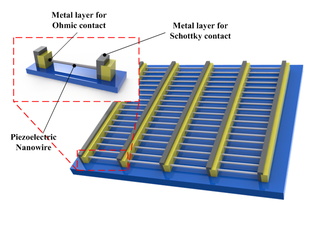 Metal layer for
Ohmic contact
Metal layer for
Schottky contact
Piezoelectric
Nanowire